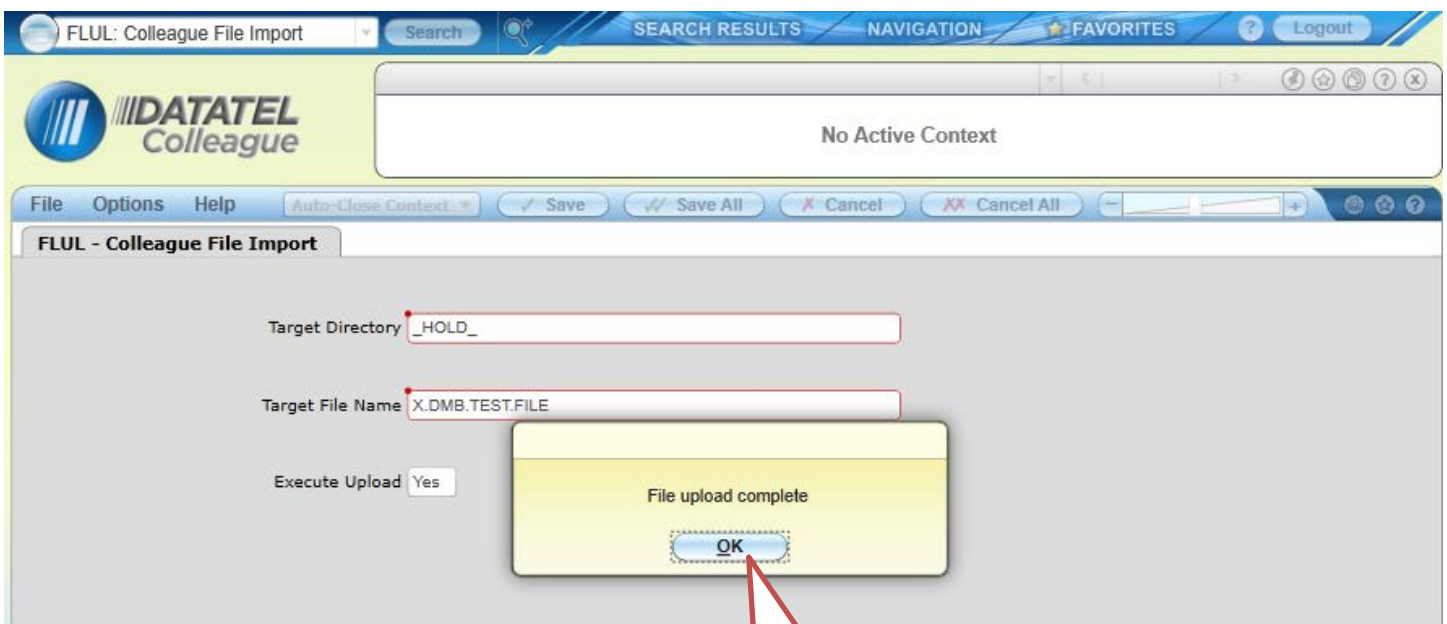 FLUL: Colleague File Import Search SEARCH RESULTS NAVIGATION FAVORITES ? Logout
DATATEL
Colleague
No Active Context
File Options Help Auto-Close Context Save Save All Cancel Cancel All
FLUL - Colleague File Import
Target Directory _HOLD_
Target File Name X.DMB.TEST.FILE
Execute Upload Yes
File upload complete
OK